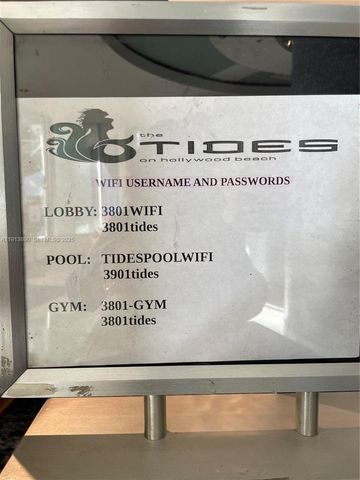 the
TIDES
on hollywood beach
WIFI USERNAME AND PASSWORDS
LOBBY: 3801WIFI
3801tides
POOL: TIDESPOOLWIFI
3901tides
GYM: 3801-GYM
3801tides